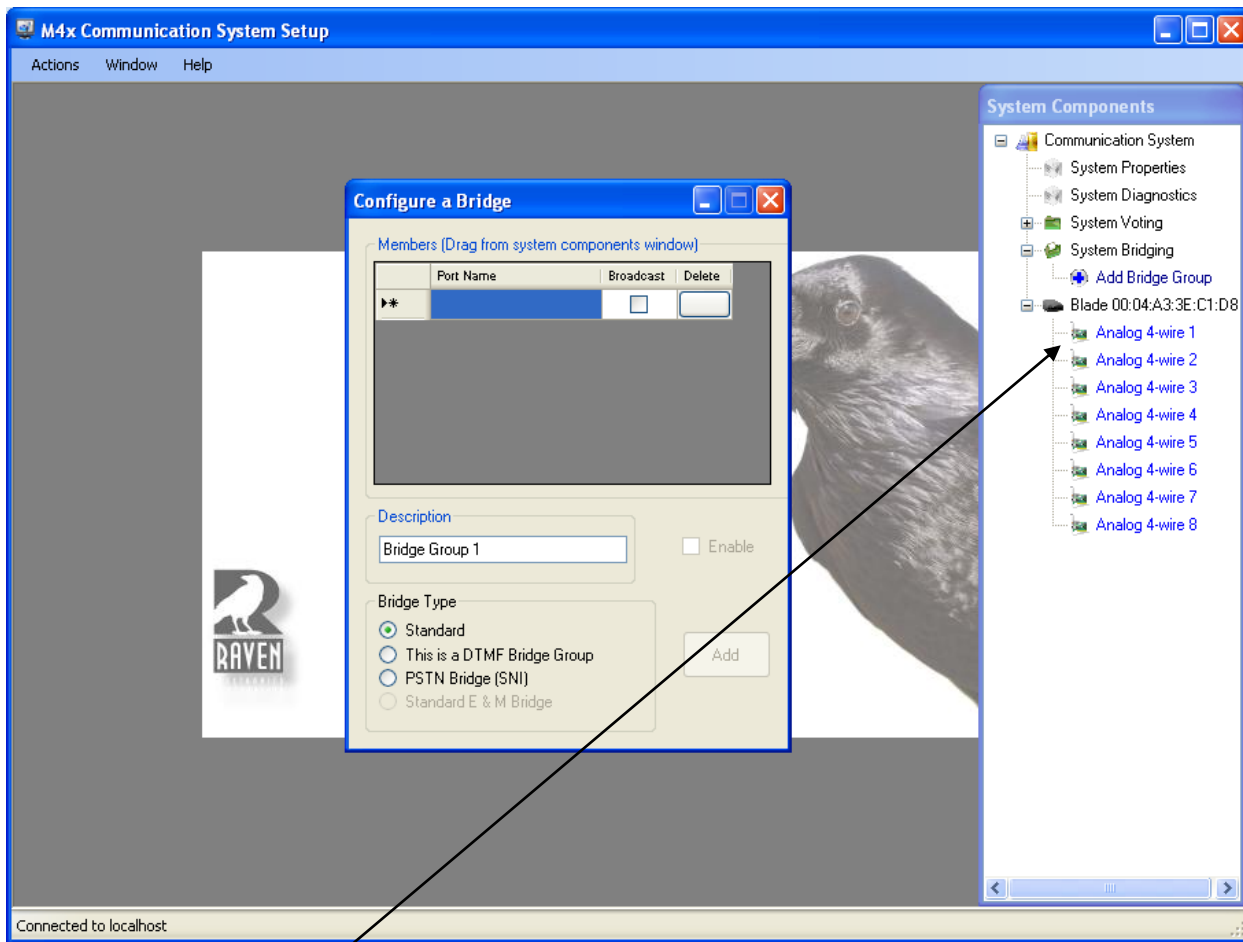 M4x Communication System Setup
Actions Window Help
System Components
Communication System
System Properties
System Diagnostics
System Voting
System Bridging
Add Bridge Group
Blade 00:04:A3:3E:C1:D8
Analog 4-wire 1
Analog 4-wire 2
Analog 4-wire 3
Analog 4-wire 4
Analog 4-wire 5
Analog 4-wire 6
Analog 4-wire 7
Analog 4-wire 8
Configure a Bridge
Members (Drag from system components window)
Port Name Broadcast Delete
Description
Bridge Group 1
Enable
Bridge Type
Standard
This is a DTMF Bridge Group
PSTN Bridge (SNI)
Standard E & M Bridge
Add
RAVEN
Connected to localhost